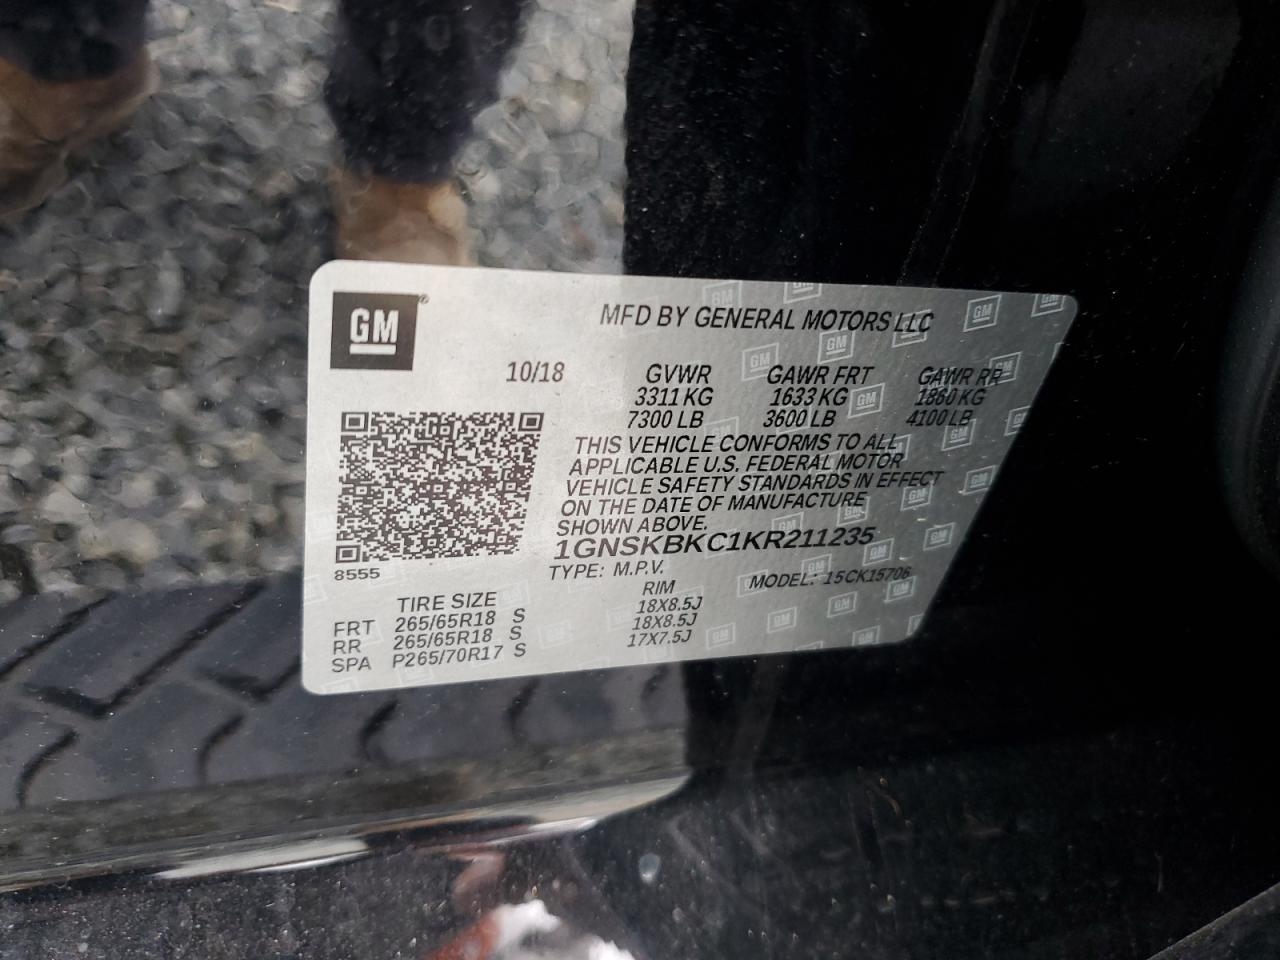 GM
MFD BY GENERAL MOTORS LLC
10/18 GVWR GAWR FRT GAWR RR
3311 KG 1633 KG 1860 KG
7300 LB 3600 LB 4100 LB
THIS VEHICLE CONFORMS TO ALL
APPLICABLE U.S. FEDERAL MOTOR
VEHICLE SAFETY STANDARDS IN EFFECT
ON THE DATE OF MANUFACTURE
SHOWN ABOVE.
1GNSKBKC1KR211235
8555
TYPE: M.P.V. MODEL: 15CK15706
TIRE SIZE RIM
FRT 265/65R18 S 18X8.5J
RR 265/65R18 S 18X8.5J
SPA P265/70R17 S 17X7.5J